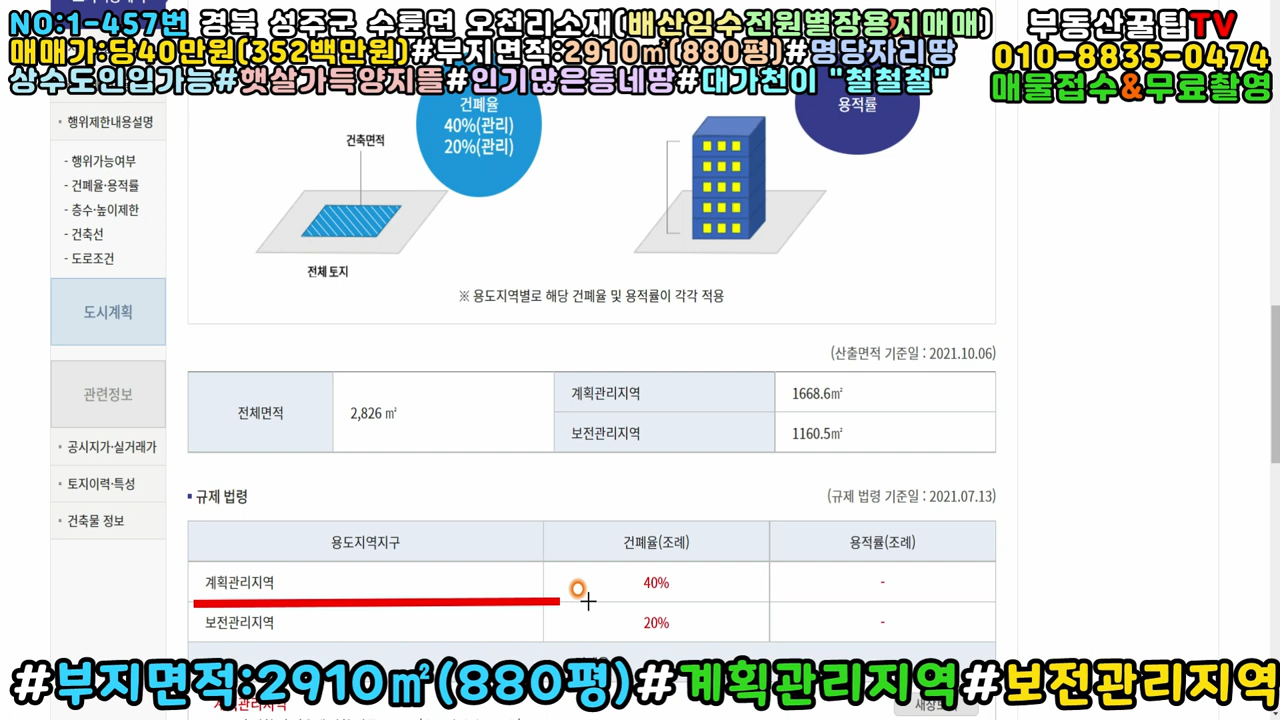 NO:1-457번 경북 성주군 수륜면 오천리소재(배산임수전원별장용지매매)
부동산꿀팁TV
매매가:당40만원(352백만원)#부지면적:2910㎡(880평)#명당자리땅
010-8835-0474
상수도인입가능#햇살가득양지뜰#인기많은동네땅#대가천이 "철철철"
매물접수&무료촬영
건폐율
40%(관리)
20%(관리)
용적률
· 행위제한내용설명
건축면적
- 행위가능여부
- 건폐율·용적률
- 층수·높이제한
- 건축선
- 도로조건
전체 토지
※ 용도지역별로 해당 건폐율 및 용적률이 각각 적용
도시계획
(산출면적 기준일 : 2021.10.06)
관련정보
전체면적 2,826 ㎡ 계획관리지역 1668.6㎡
보전관리지역 1160.5㎡
· 공시지가·실거래가
· 토지이력·특성
· 건축물 정보
규제 법령
(규제 법령 기준일 : 2021.07.13)
용도지역지구 건폐율(조례) 용적률(조례)
계획관리지역 40% -
보전관리지역 20% -
#부지면적:2910㎡(880평)#계획관리지역#보전관리지역